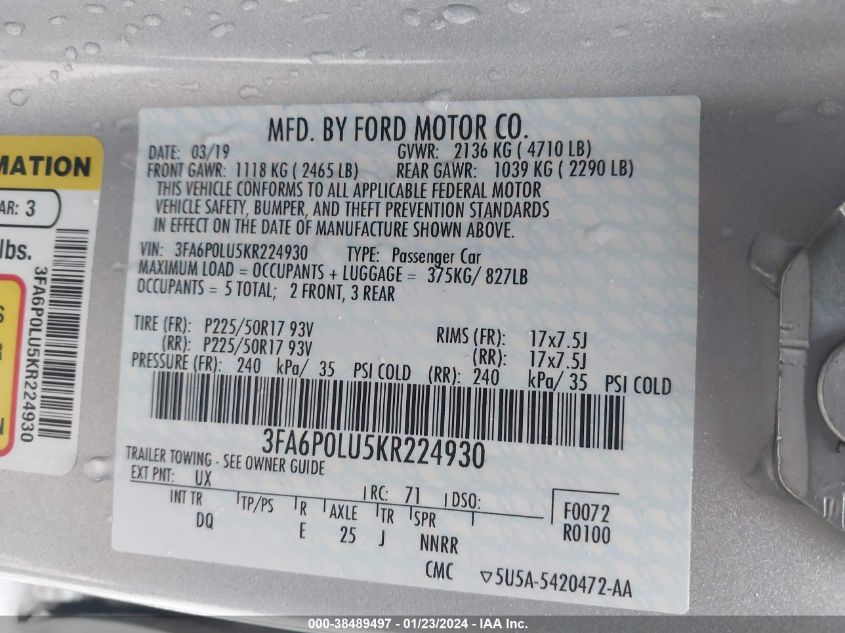 MFD. BY FORD MOTOR CO.
DATE: 03/19 GVWR: 2136 KG ( 4710 LB)
FRONT GAWR: 1118 KG ( 2465 LB) REAR GAWR: 1039 KG ( 2290 LB)
THIS VEHICLE CONFORMS TO ALL APPLICABLE FEDERAL MOTOR
VEHICLE SAFETY, BUMPER, AND THEFT PREVENTION STANDARDS
IN EFFECT ON THE DATE OF MANUFACTURE SHOWN ABOVE.
VIN: 3FA6P0LU5KR224930 TYPE: Passenger Car
MAXIMUM LOAD = OCCUPANTS + LUGGAGE = 375KG/ 827LB
OCCUPANTS = 5 TOTAL; 2 FRONT, 3 REAR
TIRE (FR): P225/50R17 93V RIMS (FR): 17x7.5J
(RR): P225/50R17 93V (RR): 17x7.5J
PRESSURE (FR): 240 kPa/ 35 PSI COLD (RR): 240 kPa/ 35 PSI COLD
3FA6P0LU5KR224930
TRAILER TOWING - SEE OWNER GUIDE
EXT PNT: UX RC: 71 DSO:
INT TR TP/PS R AXLE TR SPR F0072
DQ E 25 J NNRR R0100
CMC ▽5U5A-5420472-AA
MATION
AR: 3
lbs.
3FA6P0LU5KR224930
S
R
N
000-38489497 - 01/23/2024 - IAA Inc.